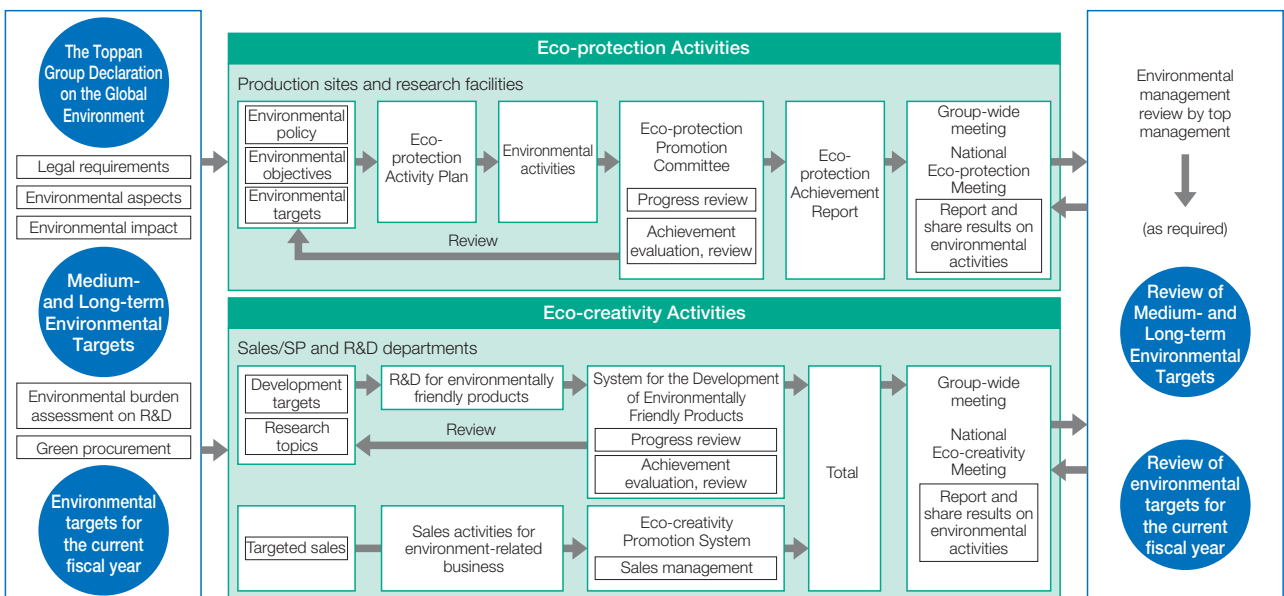 The Toppan
Group Declaration
on the Global
Environment
Legal requirements
Environmental aspects
Environmental impact
Medium-
and Long-term
Environmental
Targets
Environmental burden
assessment on R&D
Green procurement
Environmental
targets for
the current
fiscal year
Eco-protection Activities
Production sites and research facilities
Environmental
policy
Environmental
objectives
Environmental
targets
Eco-
protection
Activity Plan
Environmental
activities
Eco-protection
Promotion
Committee
Progress review
Achievement
evaluation, review
Review
Eco-
protection
Achievement
Report
Group-wide
meeting
National
Eco-protection
Meeting
Report and
share results on
environmental
activities
Eco-creativity Activities
Sales/SP and R&D departments
Development
targets
Research
topics
R&D for environmentally
friendly products
Review
System for the Development
of Environmentally
Friendly Products
Progress review
Achievement
evaluation, review
Targeted sales
Sales activities for
environment-related
business
Eco-creativity
Promotion System
Sales management
Total
Group-wide
meeting
National
Eco-creativity
Meeting
Report and
share results on
environmental
activities
Environmental
management
review by top
management
(as required)
Review of
Medium- and
Long-term
Environmental
Targets
Review of
environmental
targets for
the current
fiscal year